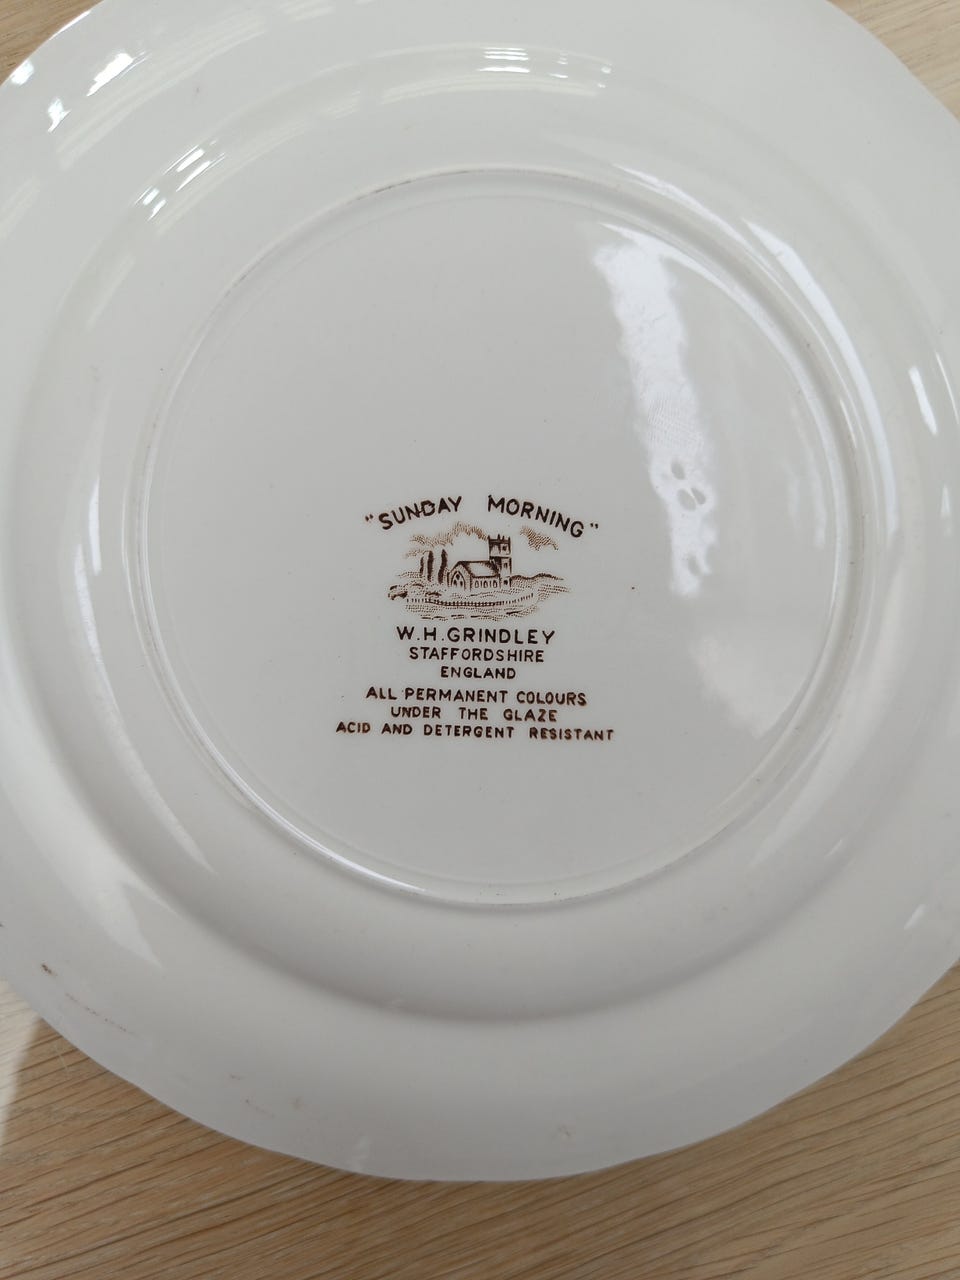 "SUNDAY MORNING"
W.H.GRINDLEY
STAFFORDSHIRE
ENGLAND
ALL PERMANENT COLOURS
UNDER THE GLAZE
ACID AND DETERGENT RESISTANT